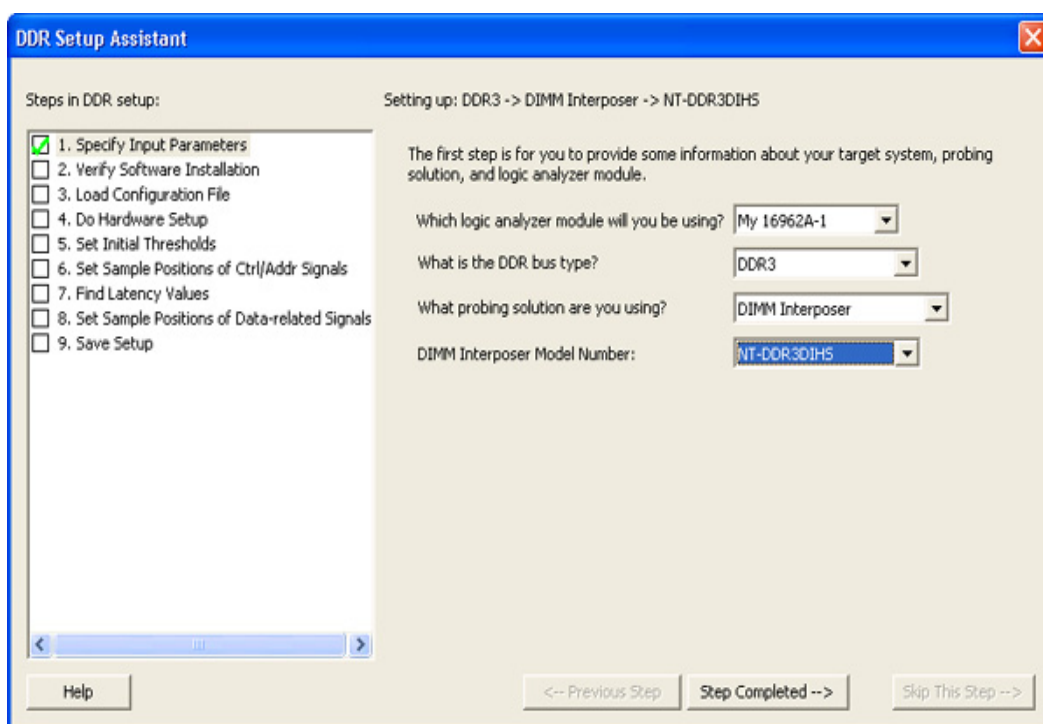 DDR Setup Assistant
Steps in DDR setup:
1. Specify Input Parameters
2. Verify Software Installation
3. Load Configuration File
4. Do Hardware Setup
5. Set Initial Thresholds
6. Set Sample Positions of Ctrl/Addr Signals
7. Find Latency Values
8. Set Sample Positions of Data-related Signals
9. Save Setup
Setting up: DDR3 -> DIMM Interposer -> NT-DDR3DIHS
The first step is for you to provide some information about your target system, probing
solution, and logic analyzer module.
Which logic analyzer module will you be using? My 16962A-1
What is the DDR bus type? DDR3
What probing solution are you using? DIMM Interposer
DIMM Interposer Model Number: NT-DDR3DIHS
Help
<-- Previous Step
Step Completed -->
Skip This Step -->